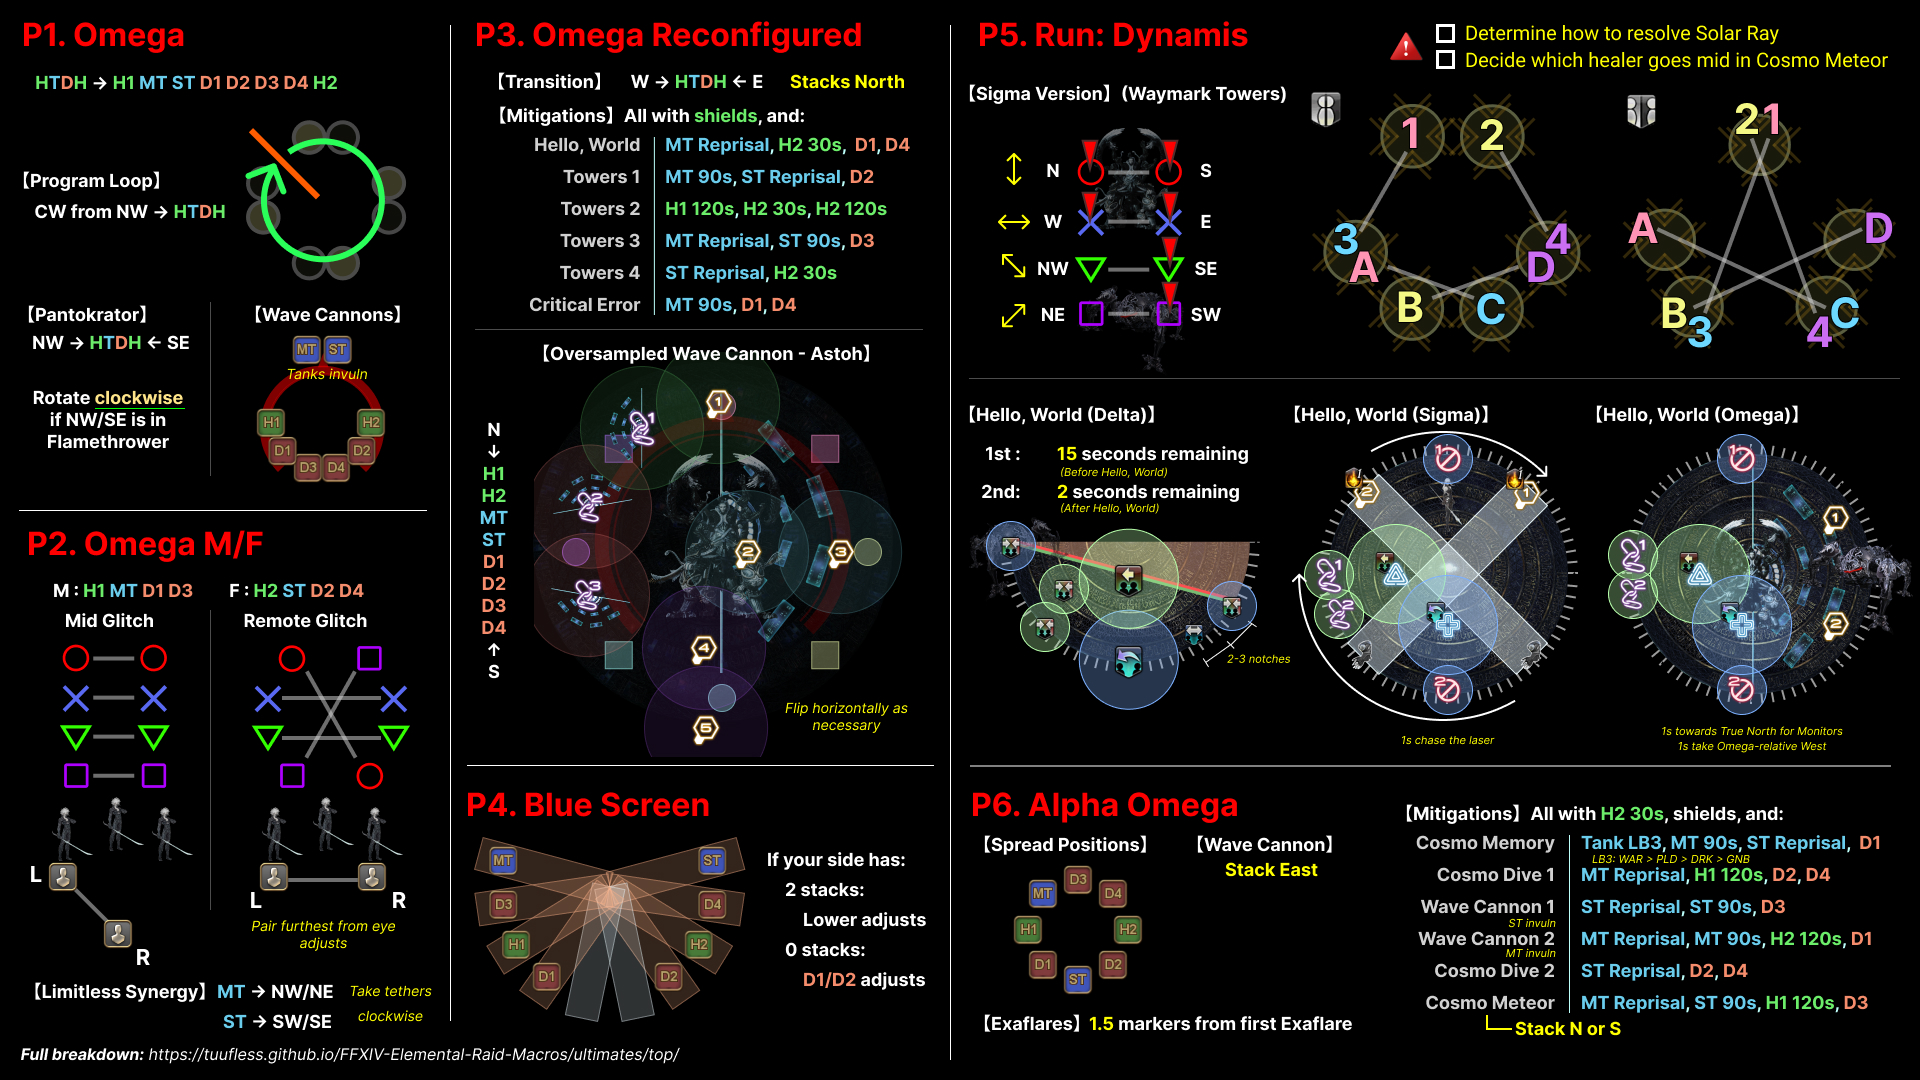 P1. Omega
HTDH → H1 MT ST D1 D2 D3 D4 H2
【Program Loop】
CW from NW → HTDH
【Pantokrator】
NW → HTDH ← SE
Rotate clockwise
if NW/SE is in
Flamethrower
【Wave Cannons】
MT ST
Tanks invuln
H1 H2
D1 D2
D3 D4
P2. Omega M/F
M : H1 MT D1 D3
Mid Glitch
F : H2 ST D2 D4
Remote Glitch
L
R
L R
Pair furthest from eye
adjusts
【Limitless Synergy】 MT → NW/NE
ST → SW/SE
Take tethers
clockwise
Full breakdown: https://tuufless.github.io/FFXIV-Elemental-Raid-Macros/ultimates/top/
P3. Omega Reconfigured
【Transition】 W → HTDH ← E Stacks North
【Mitigations】All with shields, and:
Hello, World MT Reprisal, H2 30s, D1, D4
Towers 1 MT 90s, ST Reprisal, D2
Towers 2 H1 120s, H2 30s, H2 120s
Towers 3 MT Reprisal, ST 90s, D3
Towers 4 ST Reprisal, H2 30s
Critical Error MT 90s, D1, D4
【Oversampled Wave Cannon - Astoh】
N
↓
H1
H2
MT
ST
D1
D2
D3
D4
↑
S
1
1
2
2
3
3
4
5
Flip horizontally as
necessary
P4. Blue Screen
MT ST
D3 D4
H1 H2
D1 D2
If your side has:
2 stacks:
Lower adjusts
0 stacks:
D1/D2 adjusts
P5. Run: Dynamis
Determine how to resolve Solar Ray
Decide which healer goes mid in Cosmo Meteor
【Sigma Version】(Waymark Towers)
N S
W E
NW SE
NE SW
1 2
3 4
A D
B C
2 1
A D
B C
3 4
【Hello, World (Delta)】
1st : 15 seconds remaining
(Before Hello, World)
2nd: 2 seconds remaining
(After Hello, World)
2-3 notches
【Hello, World (Sigma)】
1
2 1
1
2
2
1s chase the laser
【Hello, World (Omega)】
1
1
1
2
2
2
1s towards True North for Monitors
1s take Omega-relative West
P6. Alpha Omega
【Spread Positions】
D3
MT D4
H1 H2
D1 D2
ST
【Wave Cannon】
Stack East
【Exaflares】1.5 markers from first Exaflare
【Mitigations】All with H2 30s, shields, and:
Cosmo Memory Tank LB3, MT 90s, ST Reprisal, D1
LB3: WAR > PLD > DRK > GNB
Cosmo Dive 1 MT Reprisal, H1 120s, D2, D4
Wave Cannon 1 ST Reprisal, ST 90s, D3
ST invuln
Wave Cannon 2 MT Reprisal, MT 90s, H2 120s, D1
MT invuln
Cosmo Dive 2 ST Reprisal, D2, D4
Cosmo Meteor MT Reprisal, ST 90s, H1 120s, D3
Stack N or S